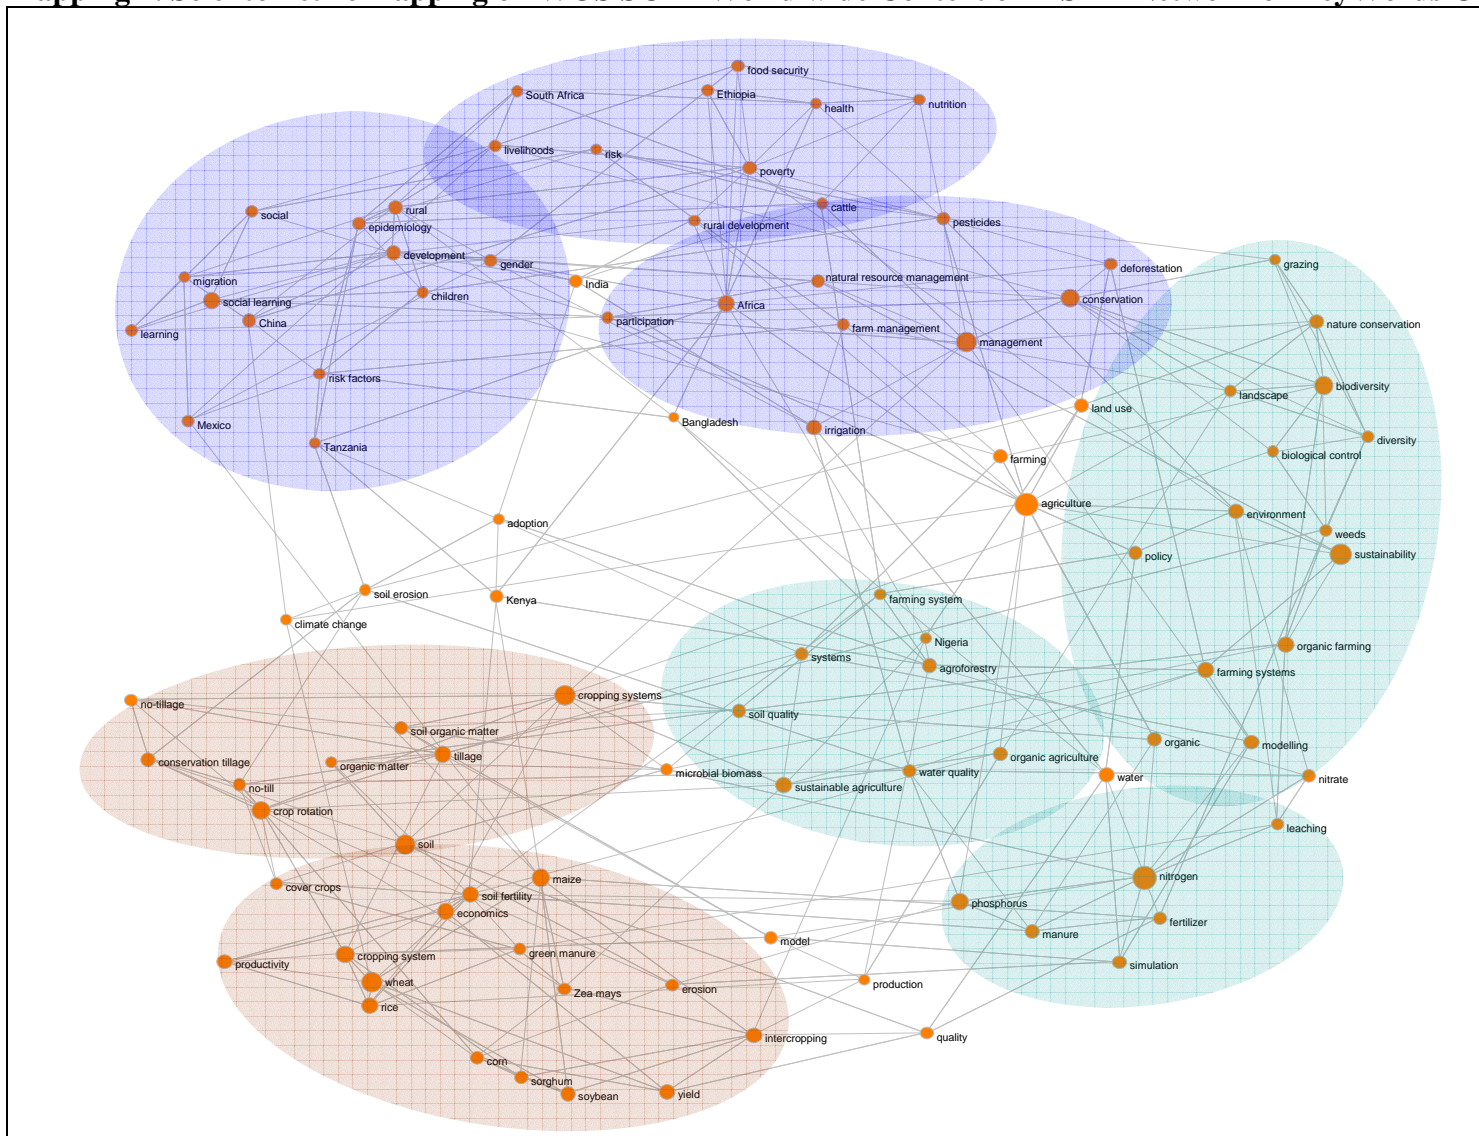 food security
South Africa
Ethiopia
health
nutrition
livelihoods
risk
poverty
social
rural
epidemiology
cattle
rural development
pesticides
development
gender
migration
India
natural resource management
deforestation
grazing
children
social learning
China
learning
participation
Africa
farm management
conservation
management
nature conservation
risk factors
biodiversity
landscape
land use
Mexico
Tanzania
Bangladesh
irrigation
diversity
biological control
farming
agriculture
environment
adoption
weeds
policy
sustainability
soil erosion
Kenya
farming system
climate change
Nigeria
organic farming
systems
agroforestry
farming systems
no-tillage
cropping systems
soil quality
soil organic matter
tillage
organic
modelling
conservation tillage
organic matter
microbial biomass
organic agriculture
water quality
water
nitrate
no-till
sustainable agriculture
crop rotation
leaching
soil
cover crops
maize
nitrogen
soil fertility
economics
phosphorus
fertilizer
manure
model
cropping system
green manure
productivity
simulation
wheat
Zea mays
erosion
production
rice
intercropping
quality
corn
sorghum
soybean
yield